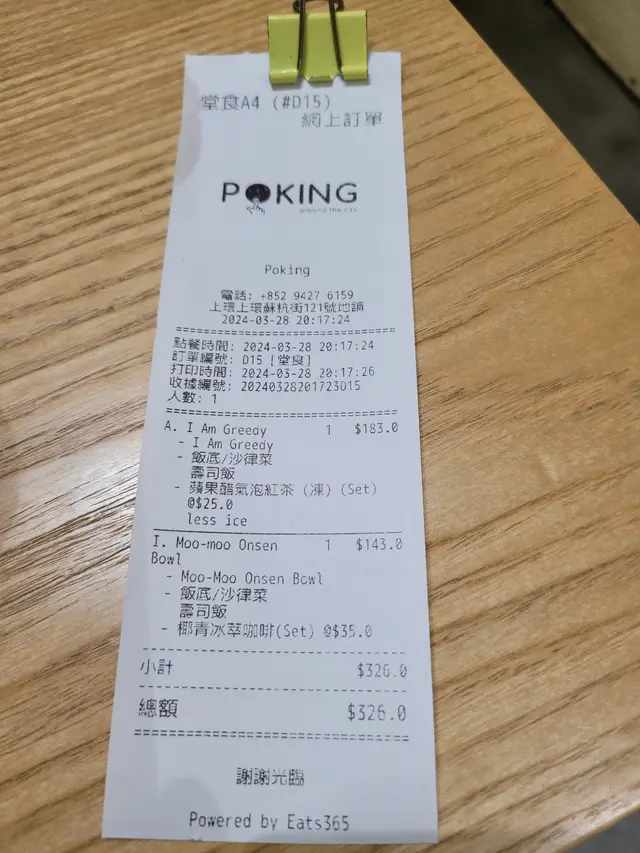 堂食A4 (#D15)
網上訂單
POKING
around the city
Poking
電話: +852 9427 6159
上環上環蘇杭街121號地舖
2024-03-28 20:17:24
點餐時間: 2024-03-28 20:17:24
訂單編號: D15 [堂食]
打印時間: 2024-03-28 20:17:26
收據編號: 20240328201723015
人數: 1
A. I Am Greedy 1 $183.0
- I Am Greedy
- 飯底/沙律菜
壽司飯
- 蘋果醋氣泡紅茶 (凍) (Set)
@$25.0
less ice
I. Moo-moo Onsen 1 $143.0
Bowl
- Moo-Moo Onsen Bowl
- 飯底/沙律菜
壽司飯
- 椰青冰萃咖啡(Set) @$35.0
小計 $326.0
總額 $326.0
謝謝光臨
Powered by Eats365